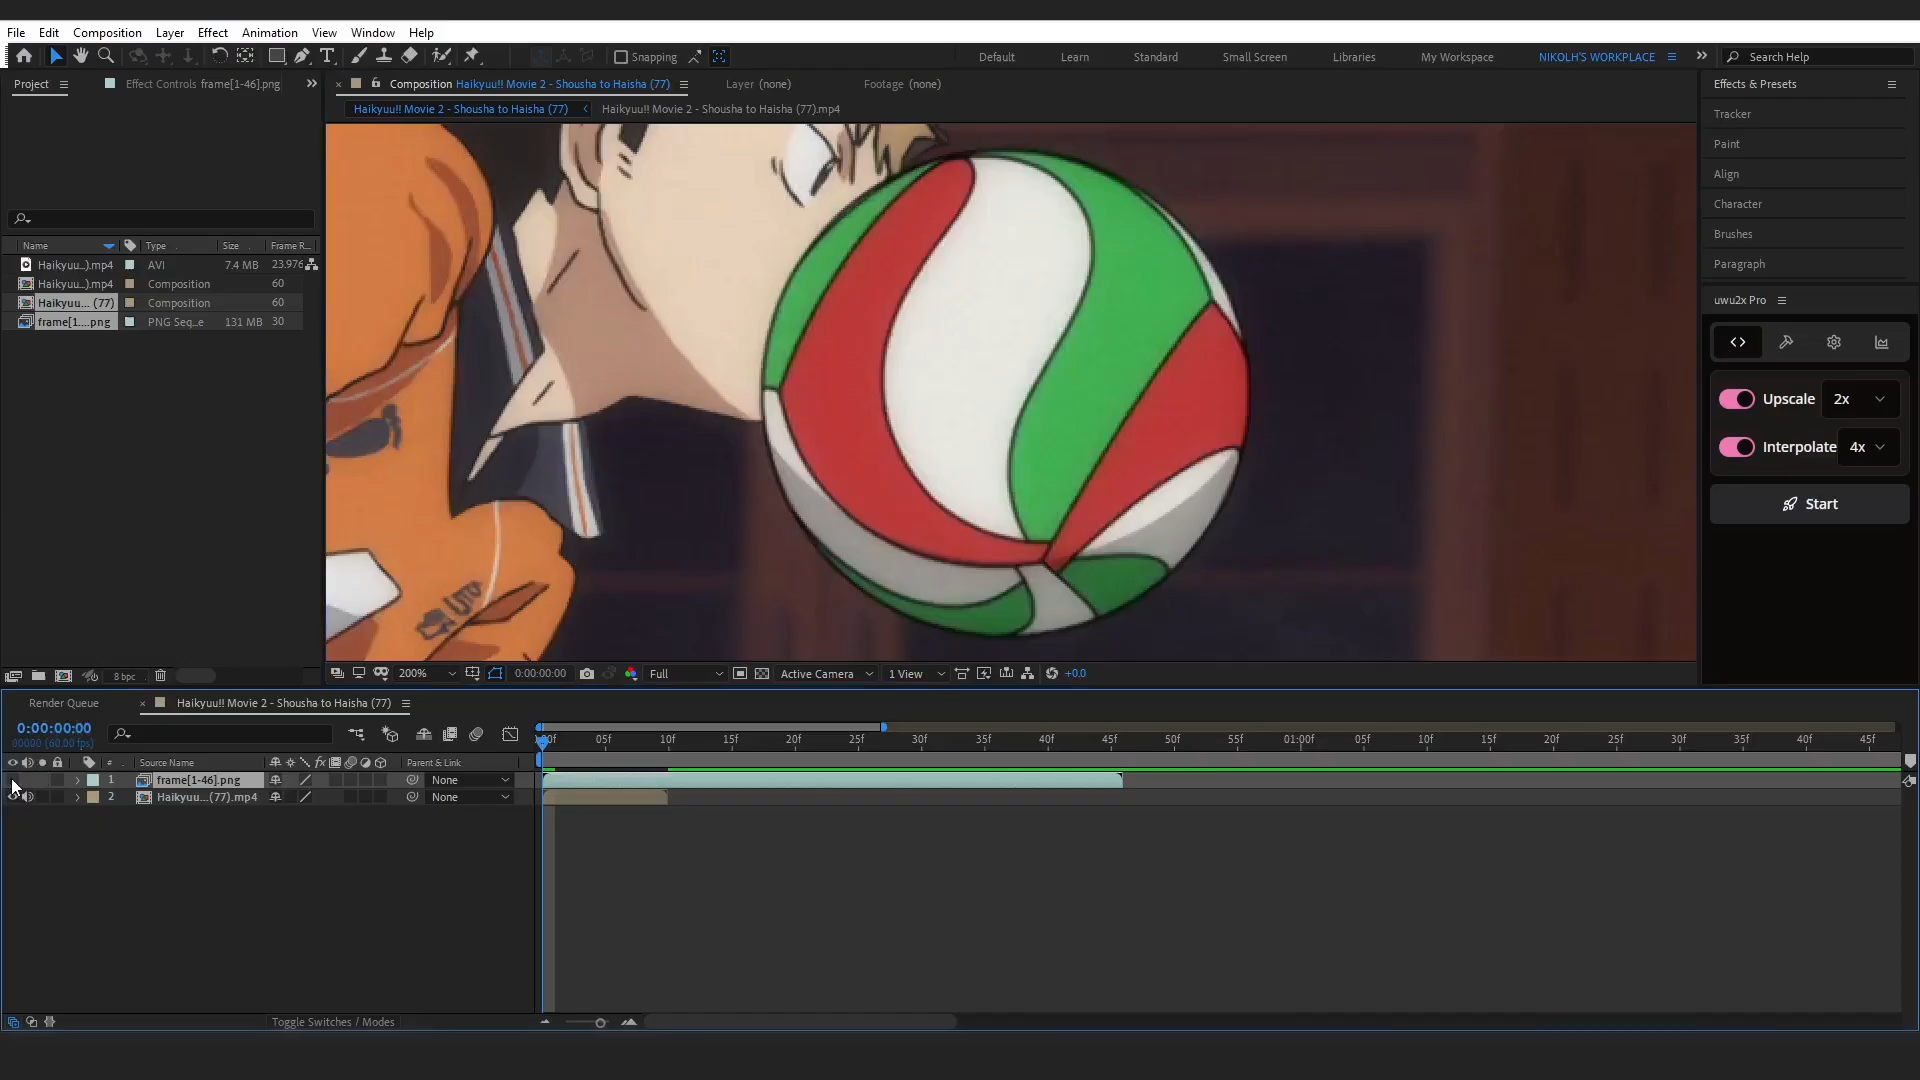 File Edit Composition Layer Effect Animation View Window Help
Snapping Default Learn Standard Small Screen Libraries My Workspace NIKOLH'S WORKPLACE Search Help
Project Effect Controls frame[1-46].png
Composition Haikyuu!! Movie 2 - Shousha to Haisha (77) Layer (none) Footage (none)
Haikyuu!! Movie 2 - Shousha to Haisha (77) Haikyuu!! Movie 2 - Shousha to Haisha (77).mp4
Name Type Size Frame R...
Haikyuu...).mp4 AVI 7.4 MB 23.976
Haikyuu...).mp4 Composition 60
Haikyuu... (77) Composition 60
frame[1....png PNG Seq...e 131 MB 30
8 bpc
200% 0:00:00:00 Full Active Camera 1 View +0.0
Effects & Presets
Tracker
Paint
Align
Character
Brushes
Paragraph
uwu2x Pro
Upscale 2x
Interpolate 4x
Start
Render Queue Haikyuu!! Movie 2 - Shousha to Haisha (77)
0:00:00:00
00000 (60.00 fps)
:00f 05f 10f 15f 20f 25f 30f 35f 40f 45f 50f 55f 01:00f 05f 10f 15f 20f 25f 30f 35f 40f 45f
# Source Name Parent & Link
1 frame[1-46].png None
2 Haikyuu...(77).mp4 None
Toggle Switches / Modes